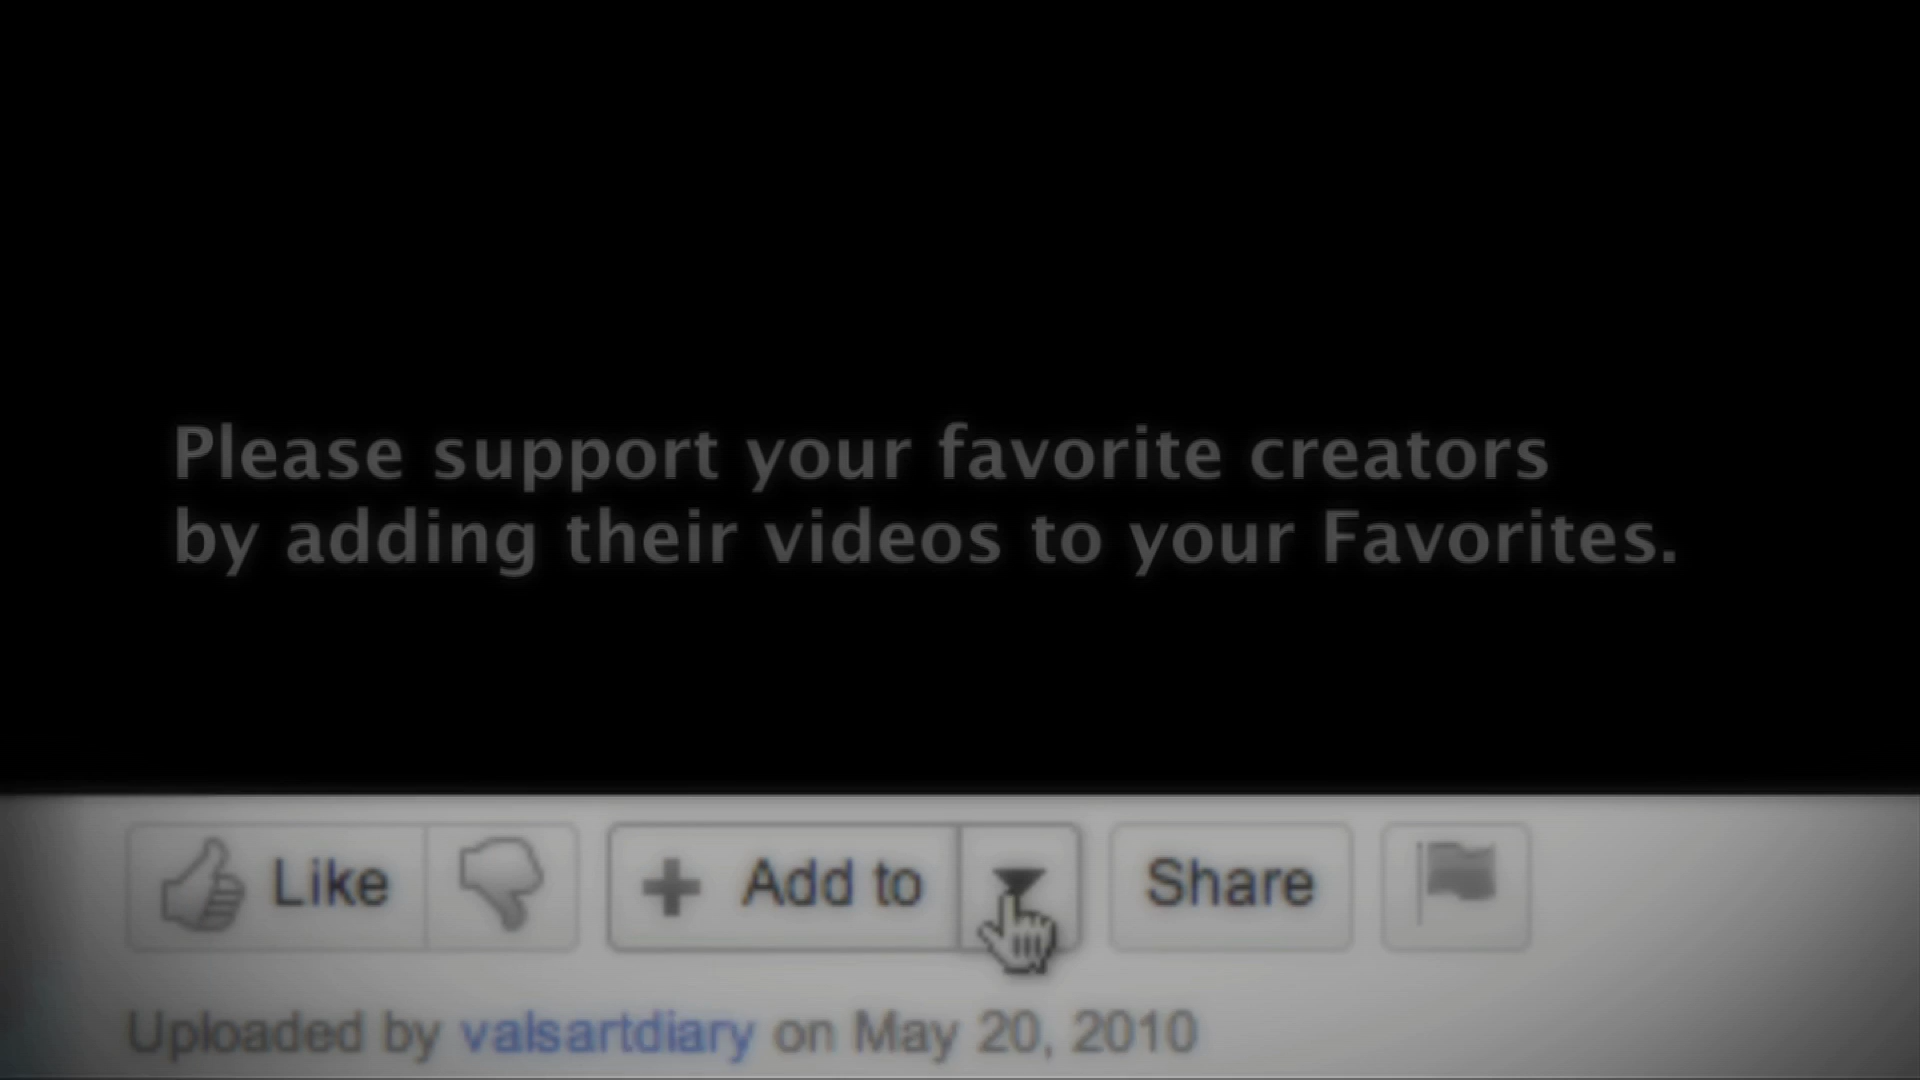 Please support your favorite creators
by adding their videos to your Favorites.
Like
Add to
Share
Uploaded by valsartdiary on May 20, 2010